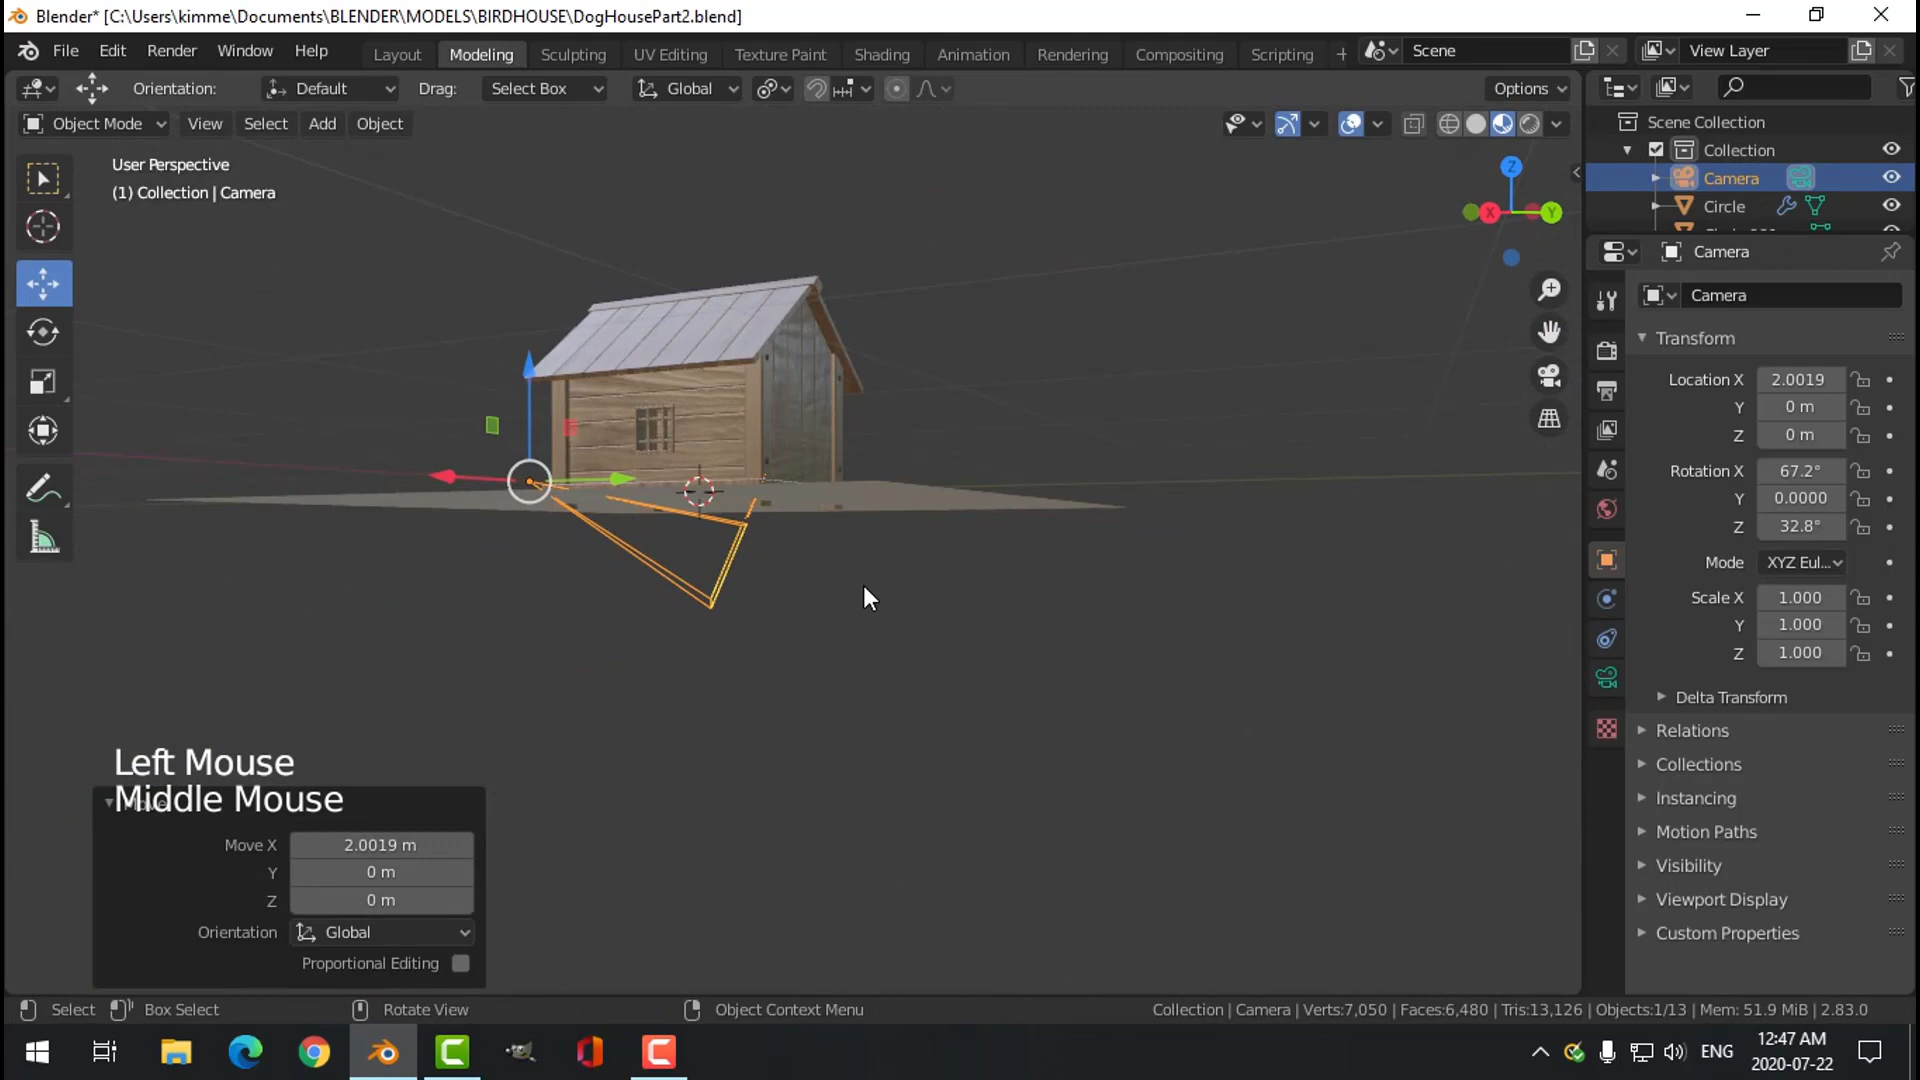 Blender* [C:\Users\kimme\Documents\BLENDER\MODELS\BIRDHOUSE\DogHousePart2.blend]
File Edit Render Window Help Layout Modeling Sculpting UV Editing Texture Paint Shading Animation Rendering Compositing Scripting + Scene View Layer
Orientation: Default Drag: Select Box Global Options
Object Mode View Select Add Object
Scene Collection
Collection
Camera
Circle
User Perspective
(1) Collection | Camera
Z
X
Y
Camera
Camera
Transform
Location X 2.0019
Y 0 m
Z 0 m
Rotation X 67.2°
Y 0.0000
Z 32.8°
Mode XYZ Eul...
Scale X 1.000
Y 1.000
Z 1.000
Delta Transform
Relations
Collections
Instancing
Motion Paths
Visibility
Viewport Display
Custom Properties
Left Mouse
Middle Mouse
Move X 2.0019 m
Y 0 m
Z 0 m
Orientation Global
Proportional Editing
Select Box Select Rotate View Object Context Menu Collection | Camera | Verts:7,050 | Faces:6,480 | Tris:13,126 | Objects:1/13 | Mem: 51.9 MiB | 2.83.0
ENG
12:47 AM
2020-07-22